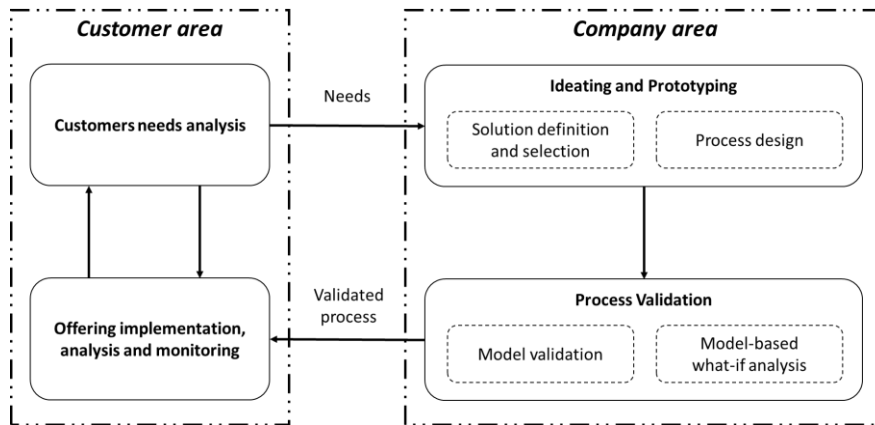 Customer area
Company area
Customers needs analysis
Needs
Ideating and Prototyping
Solution definition
and selection
Process design
Offering implementation,
analysis and monitoring
Validated
process
Process Validation
Model validation
Model-based
what-if analysis